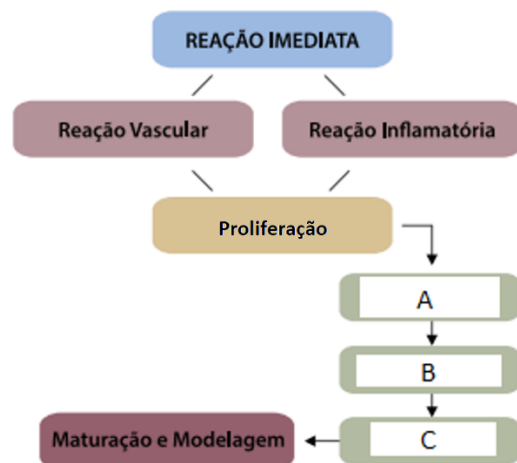 REAÇÃO IMEDIATA
Reação Vascular
Reação Inflamatória
Proliferação
A
B
C
Maturação e Modelagem